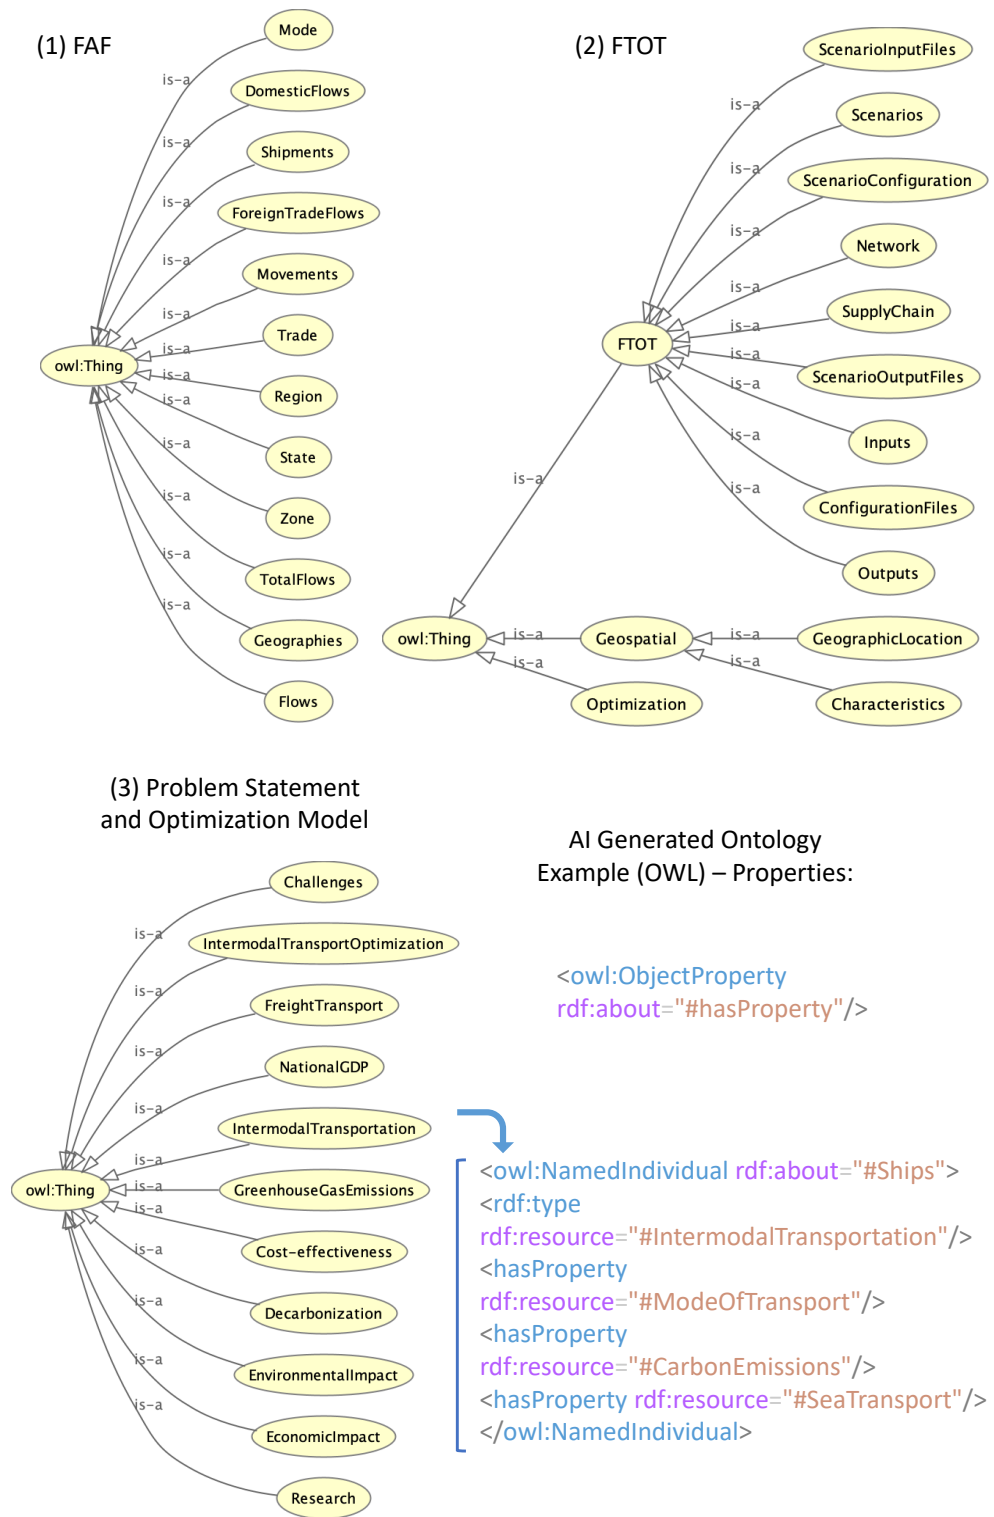 (1) FAF
Mode
is-a
DomesticFlows
is-a
Shipments
is-a
ForeignTradeFlows
is-a
Movements
is-a
Trade
is-a
owl:Thing
is-a
Region
is-a
State
is-a
Zone
is-a
TotalFlows
is-a
Geographies
is-a
Flows
(2) FTOT
ScenarioInputFiles
is-a
Scenarios
is-a
ScenarioConfiguration
is-a
Network
is-a
SupplyChain
is-a
FTOT
is-a
ScenarioOutputFiles
is-a
Inputs
is-a
ConfigurationFiles
is-a
Outputs
is-a
owl:Thing
is-a
Geospatial
is-a
GeographicLocation
is-a
Optimization
is-a
Characteristics
(3) Problem Statement
and Optimization Model
Challenges
is-a
IntermodalTransportOptimization
is-a
FreightTransport
is-a
NationalGDP
is-a
IntermodalTransportation
is-a
owl:Thing
is-a
GreenhouseGasEmissions
is-a
Cost-effectiveness
is-a
Decarbonization
is-a
EnvironmentalImpact
is-a
EconomicImpact
is-a
Research
AI Generated Ontology
Example (OWL) – Properties:
<owl:ObjectProperty
rdf:about="#hasProperty"/>
<owl:NamedIndividual rdf:about="#Ships">
<rdf:type
rdf:resource="#IntermodalTransportation"/>
<hasProperty
rdf:resource="#ModeOfTransport"/>
<hasProperty
rdf:resource="#CarbonEmissions"/>
<hasProperty rdf:resource="#SeaTransport"/>
</owl:NamedIndividual>